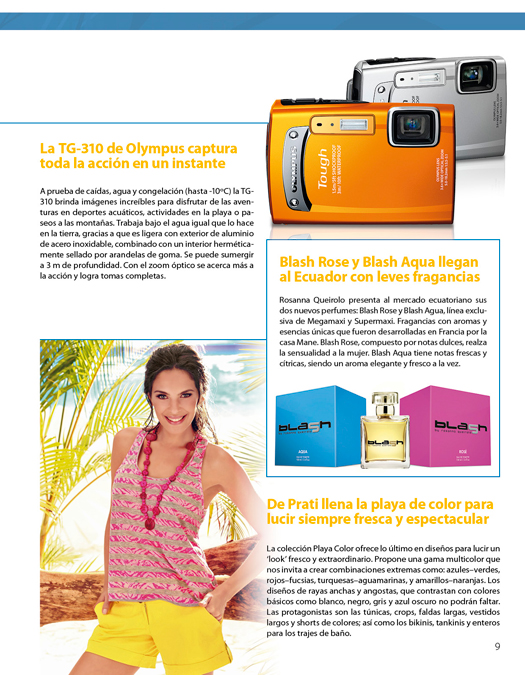 La TG-310 de Olympus captura
toda la acción en un instante
A prueba de caídas, agua y congelación (hasta -10ºC) la TG-
310 brinda imágenes increíbles para disfrutar de las aven-
turas en deportes acuáticos, actividades en la playa o pa-
seos a las montañas. Trabaja bajo el agua igual que lo hace
en la tierra, gracias a que es ligera con exterior de aluminio
de acero inoxidable, combinado con un interior herméticа-
mente sellado por arandelas de goma. Se puede sumergir
a 3 m de profundidad. Con el zoom óptico se acerca más a
la acción y logra tomas completas.
OLYMPUS
Tough
Blash Rose y Blash Aqua llegan
al Ecuador con leves fragancias
Rosanna Queirolo presenta al mercado ecuatoriano sus
dos nuevos perfumes: Blash Rose y Blash Agua, línea exclu-
siva de Megamaxi y Supermaxi. Fragancias con aromas y
esencias únicas que fueron desarrolladas en Francia por la
casa Mane. Blash Rose, compuesto por notas dulces, realza
la sensualidad a la mujer. Blash Aqua tiene notas frescas y
cítricas, siendo un aroma elegante y fresco a la vez.
blash
AQUA
blash
blash
ROSE
De Prati llena la playa de color para
lucir siempre fresca y espectacular
La colección Playa Color ofrece lo último en diseños para lucir un
‘look’ fresco y extraordinario. Propone una gama multicolor que
nos invita a crear combinaciones extremas como: azules–verdes,
rojos–fucsias, turquesas–aguamarinas, y amarillos–naranjas. Los
diseños de rayas anchas y angostas, que contrastan con colores
básicos como blanco, negro, gris y azul oscuro no podrán faltar.
Las protagonistas son las túnicas, crops, faldas largas, vestidos
largos y shorts de colores; así como los bikinis, tankinis y enteros
para los trajes de baño.
9